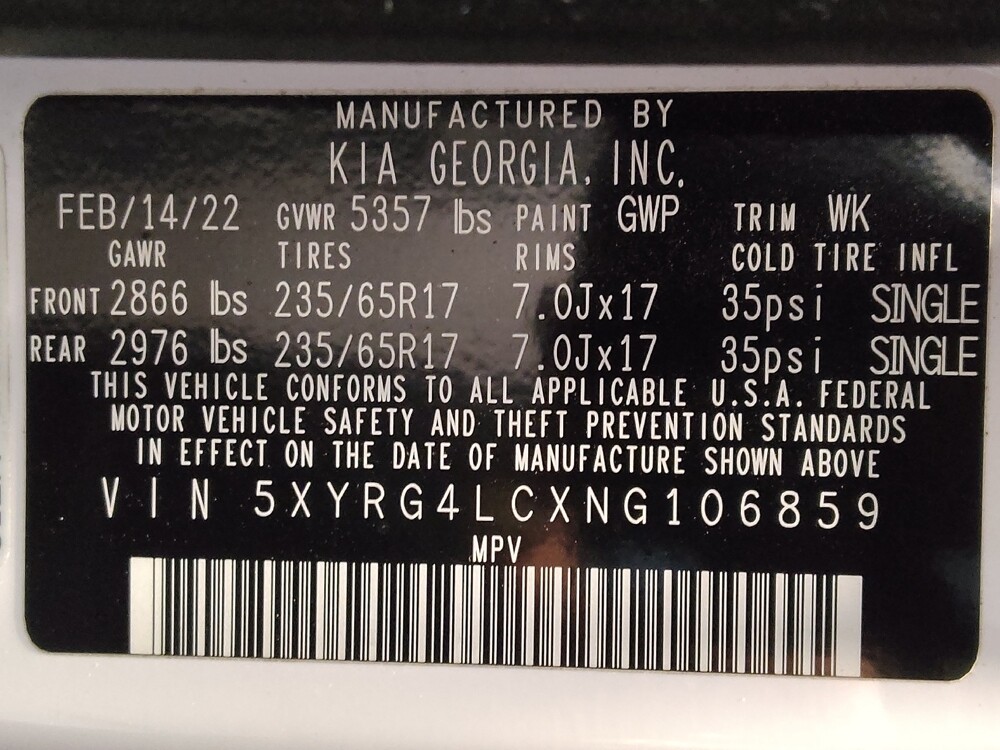 MANUFACTURED BY
KIA GEORGIA, INC.
FEB/14/22 GVWR 5357 lbs PAINT GWP TRIM WK
GAWR TIRES RIMS COLD TIRE INFL
FRONT 2866 lbs 235/65R17 7.0Jx17 35psi SINGLE
REAR 2976 lbs 235/65R17 7.0Jx17 35psi SINGLE
THIS VEHICLE CONFORMS TO ALL APPLICABLE U.S.A. FEDERAL
MOTOR VEHICLE SAFETY AND THEFT PREVENTION STANDARDS
IN EFFECT ON THE DATE OF MANUFACTURE SHOWN ABOVE
VIN 5XYRG4LCXNG106859
MPV